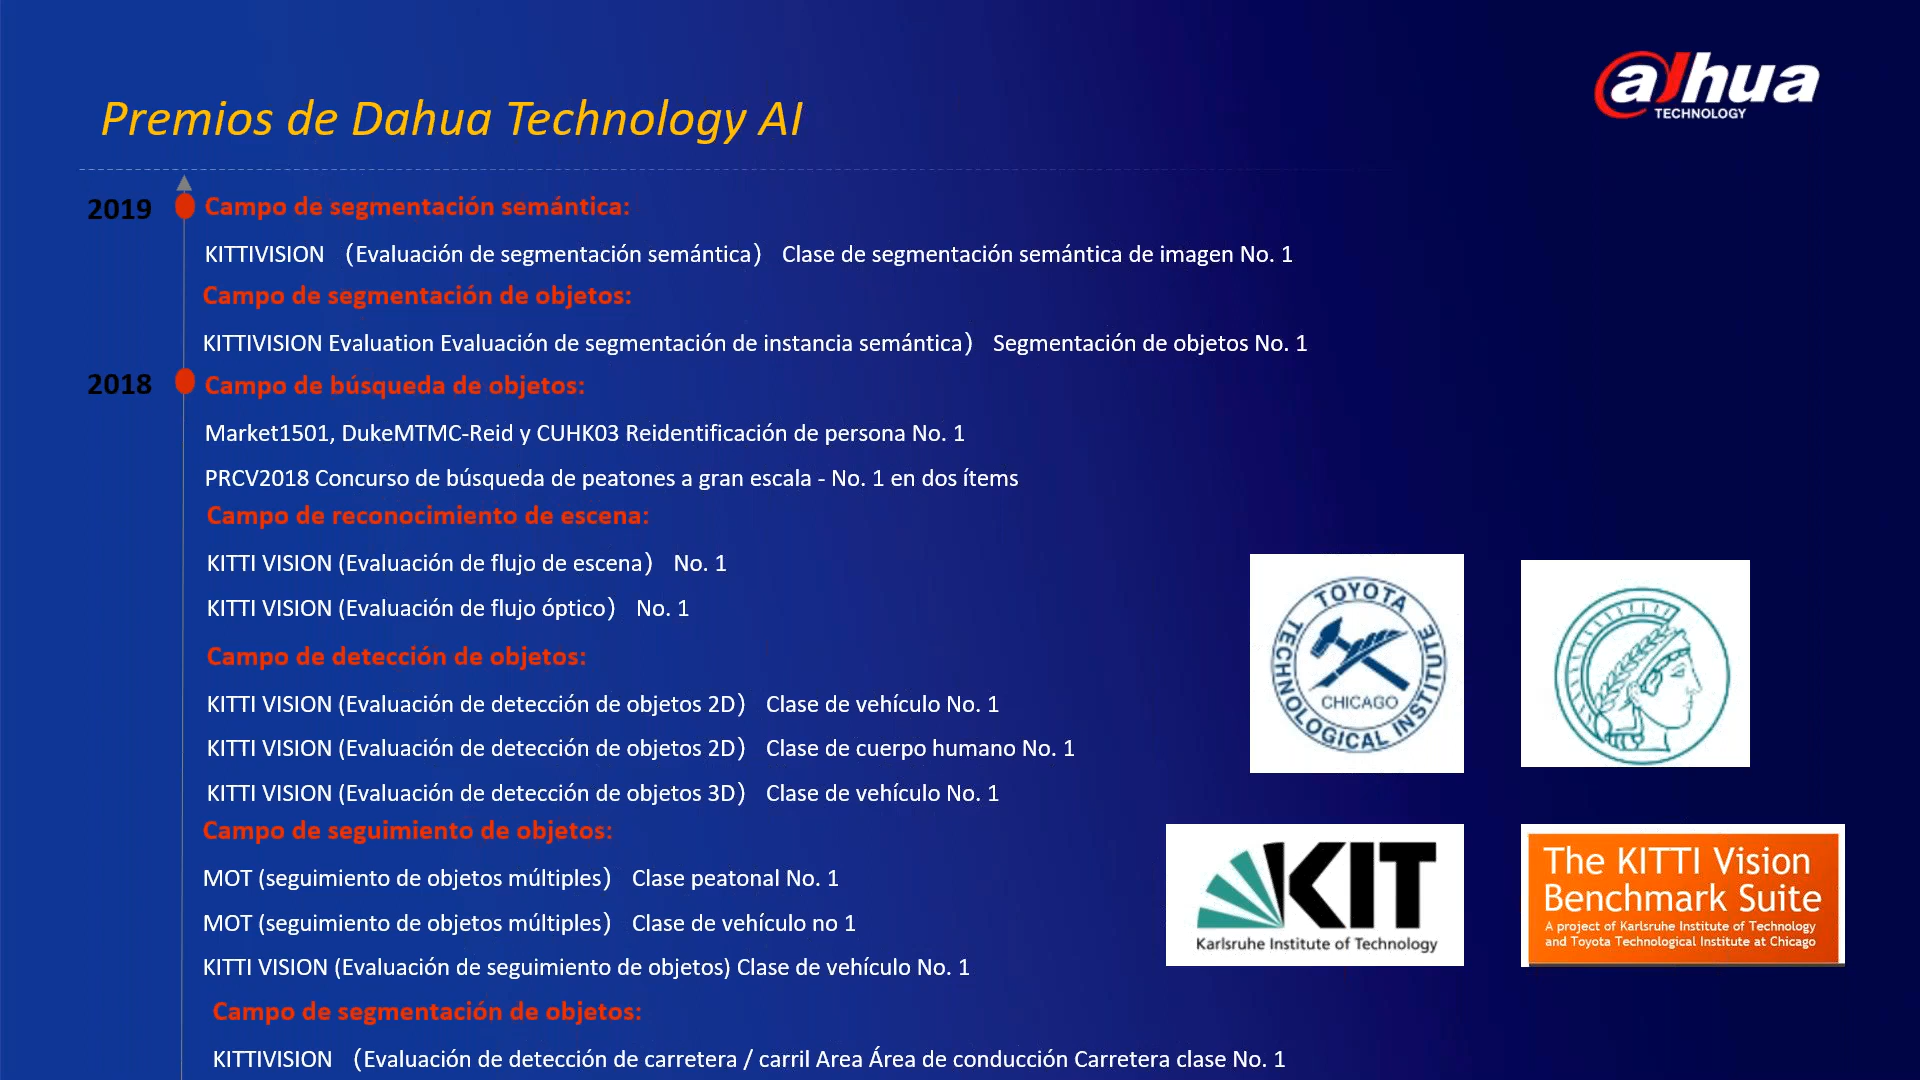 Premios de Dahua Technology AI
alhua
TECHNOLOGY
2019
Campo de segmentación semántica:
KITTIVISION （Evaluación de segmentación semántica） Clase de segmentación semántica de imagen No. 1
Campo de segmentación de objetos:
KITTIVISION Evaluation Evaluación de segmentación de instancia semántica） Segmentación de objetos No. 1
2018
Campo de búsqueda de objetos:
Market1501, DukeMTMC-Reid y CUHK03 Reidentificación de persona No. 1
PRCV2018 Concurso de búsqueda de peatones a gran escala - No. 1 en dos ítems
Campo de reconocimiento de escena:
KITTI VISION (Evaluación de flujo de escena） No. 1
KITTI VISION (Evaluación de flujo óptico） No. 1
Campo de detección de objetos:
KITTI VISION (Evaluación de detección de objetos 2D） Clase de vehículo No. 1
KITTI VISION (Evaluación de detección de objetos 2D） Clase de cuerpo humano No. 1
KITTI VISION (Evaluación de detección de objetos 3D） Clase de vehículo No. 1
Campo de seguimiento de objetos:
MOT (seguimiento de objetos múltiples） Clase peatonal No. 1
MOT (seguimiento de objetos múltiples） Clase de vehículo no 1
KITTI VISION (Evaluación de seguimiento de objetos) Clase de vehículo No. 1
Campo de segmentación de objetos:
KITTIVISION （Evaluación de detección de carretera / carril Area Área de conducción Carretera clase No. 1
TOYOTA
TECHNOLOGICAL INSTITUTE
CHICAGO
KIT
Karlsruhe Institute of Technology
The KITTI Vision
Benchmark Suite
A project of Karlsruhe Institute of Technology
and Toyota Technological Institute at Chicago